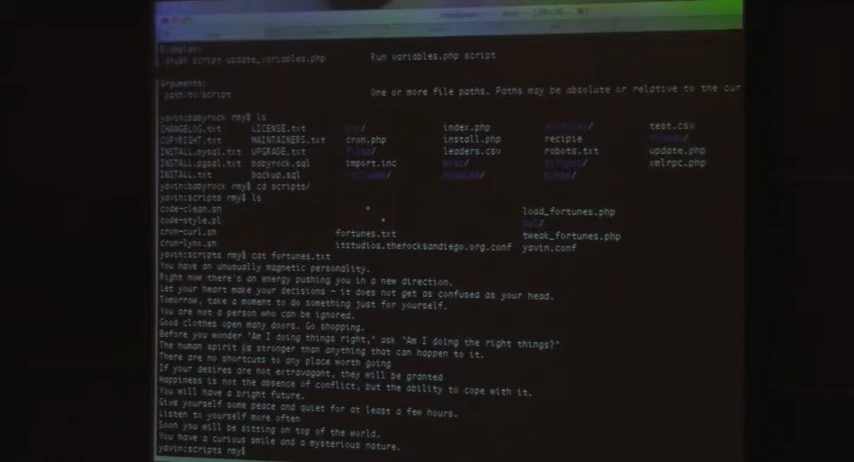 Examples:
drush script update_variables.php Run variables.php script
Arguments:
path/to/script One or more file paths. Paths may be absolute or relative to the cur
yavin:babyrock rmy$ ls
CHANGELOG.txt LICENSE.txt index.php test.csv
COPYRIGHT.txt MAINTAINERS.txt cron.php install.php recipie
INSTALL.mysql.txt UPGRADE.txt files/ leaders.csv robots.txt update.php
INSTALL.pgsql.txt babyrock.sql import.inc xmlrpc.php
INSTALL.txt backup.sql includes/ modules/
yavin:babyrock rmy$ cd scripts/
yavin:scripts rmy$ ls
code-clean.sh load_fortunes.php
code-style.pl sql/
cron-curl.sh fortunes.txt tweak_fortunes.php
cron-lynx.sh itstudios.therocksandiego.org.conf yavin.conf
yavin:scripts rmy$ cat fortunes.txt
You have an unusually magnetic personality.
Right now there's an energy pushing you in a new direction.
Let your heart make your decisions - it does not get as confused as your head.
Tomorrow, take a moment to do something just for yourself.
You are not a person who can be ignored.
Good clothes open many doors. Go shopping.
Before you wonder "Am I doing things right," ask "Am I doing the right things?"
The human spirit is stronger than anything that can happen to it.
There are no shortcuts to any place worth going
If your desires are not extravagant, they will be granted
Happiness is not the absence of conflict, but the ability to cope with it.
You will have a bright future.
Give yourself some peace and quiet for at least a few hours.
Listen to yourself more often
Soon you will be sitting on top of the world.
You have a curious smile and a mysterious nature.
yavin:scripts rmy$